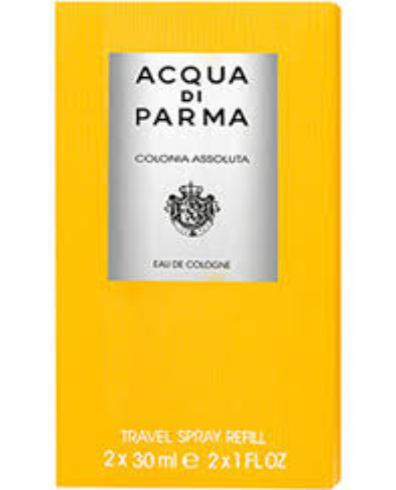 ACQUA
DI
PARMA
COLONIA ASSOLUTA
EAU DE COLOGNE
TRAVEL SPRAY REFILL
2 x 30 ml e 2 x 1 FL OZ